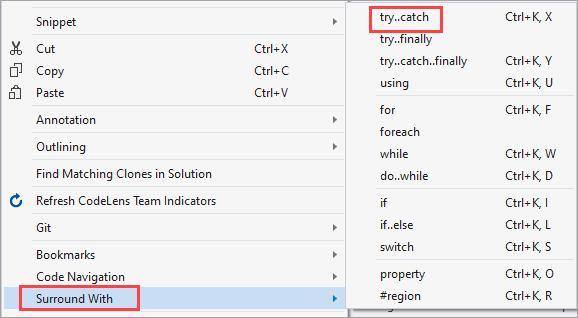 Snippet
Cut Ctrl+X
Copy Ctrl+C
Paste Ctrl+V
Annotation
Outlining
Find Matching Clones in Solution
Refresh CodeLens Team Indicators
Git
Bookmarks
Code Navigation
Surround With
try..catch Ctrl+K, X
try..finally
try..catch..finally Ctrl+K, Y
using Ctrl+K, U
for Ctrl+K, F
foreach
while Ctrl+K, W
do..while Ctrl+K, D
if Ctrl+K, I
if..else Ctrl+K, L
switch Ctrl+K, S
property Ctrl+K, O
#region Ctrl+K, R